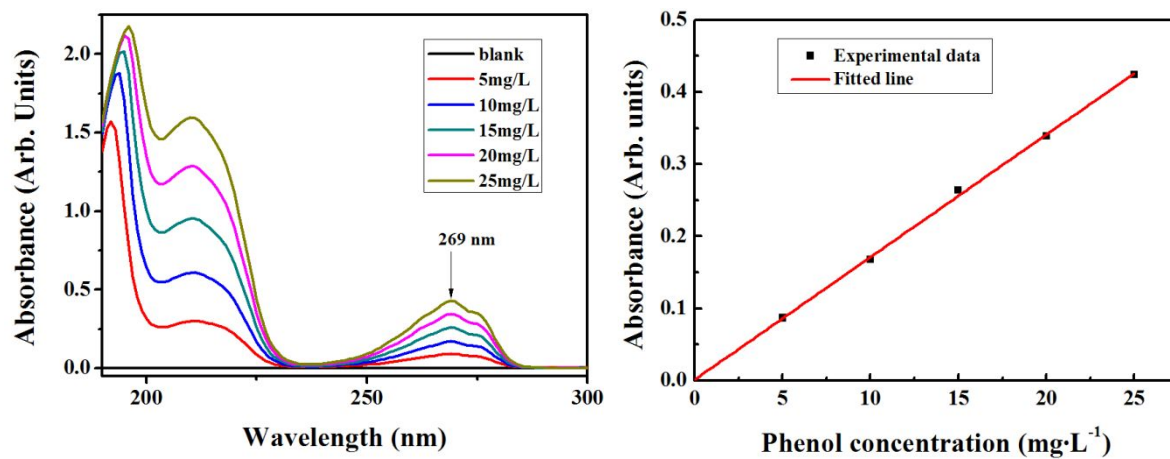 Absorbance (Arb. Units)
2.0
1.5
1.0
0.5
0.0
blank
5mg/L
10mg/L
15mg/L
20mg/L
25mg/L
269 nm
200
250
300
Wavelength (nm)
Absorbance (Arb. units)
0.5
0.4
0.3
0.2
0.1
0.0
Experimental data
Fitted line
0 5 10 15 20 25
Phenol concentration (mg·L⁻¹)